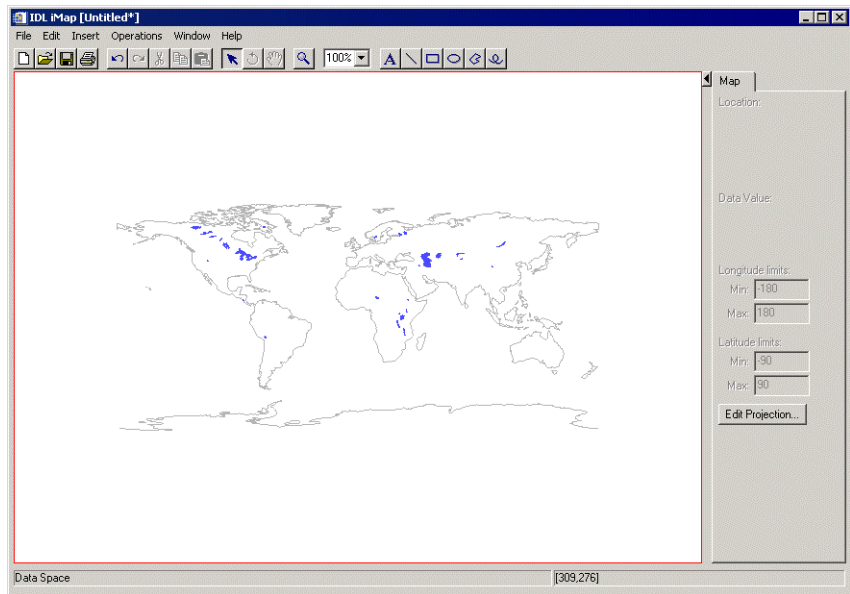 IDL iMap [Untitled*]
File Edit Insert Operations Window Help
100% A
Map
Location:
Data Value:
Longitude limits:
Min: -180
Max: 180
Latitude limits:
Min: -90
Max: 90
Edit Projection...
Data Space [309,276]